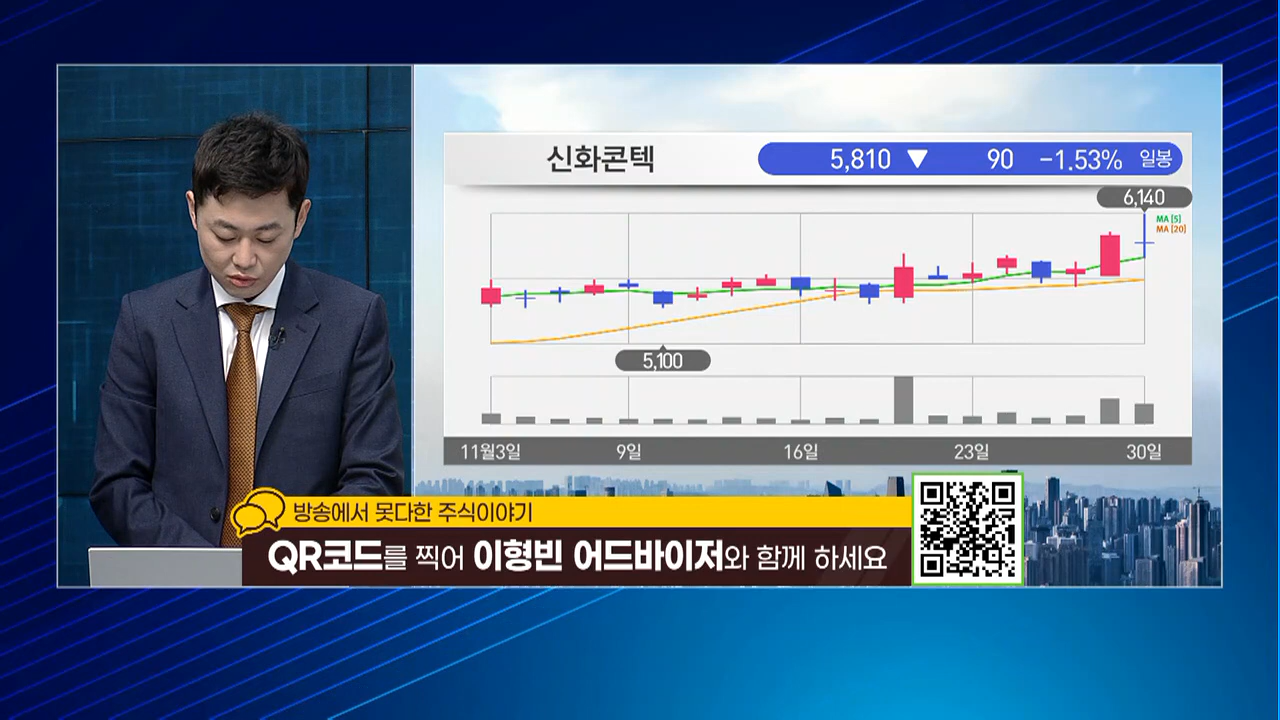 신화콘텍
5,810 ▼ 90 -1.53% 일봉
6,140
MA [5]
MA [20]
5,100
11월3일 9일 16일 23일 30일
방송에서 못다한 주식이야기
QR코드를 찍어 이형빈 어드바이저와 함께 하세요